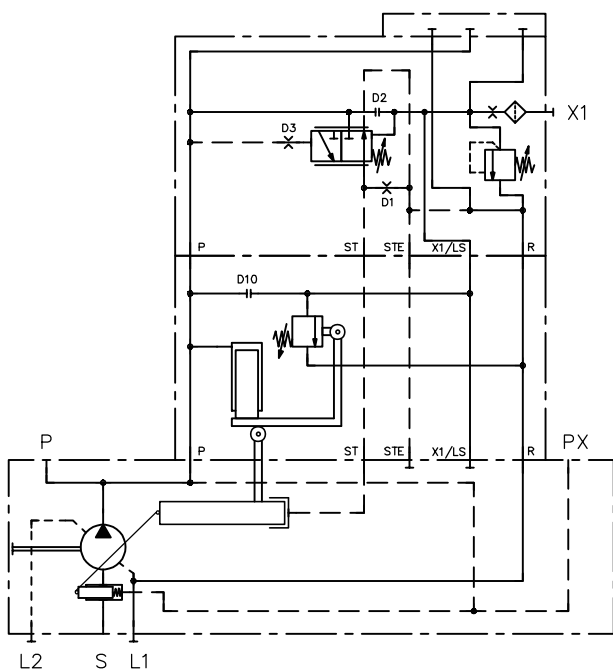 X1
D2
D3
D1
P ST STE X1/LS R
D10
P ST STE X1/LS R
P PX
L2 S L1